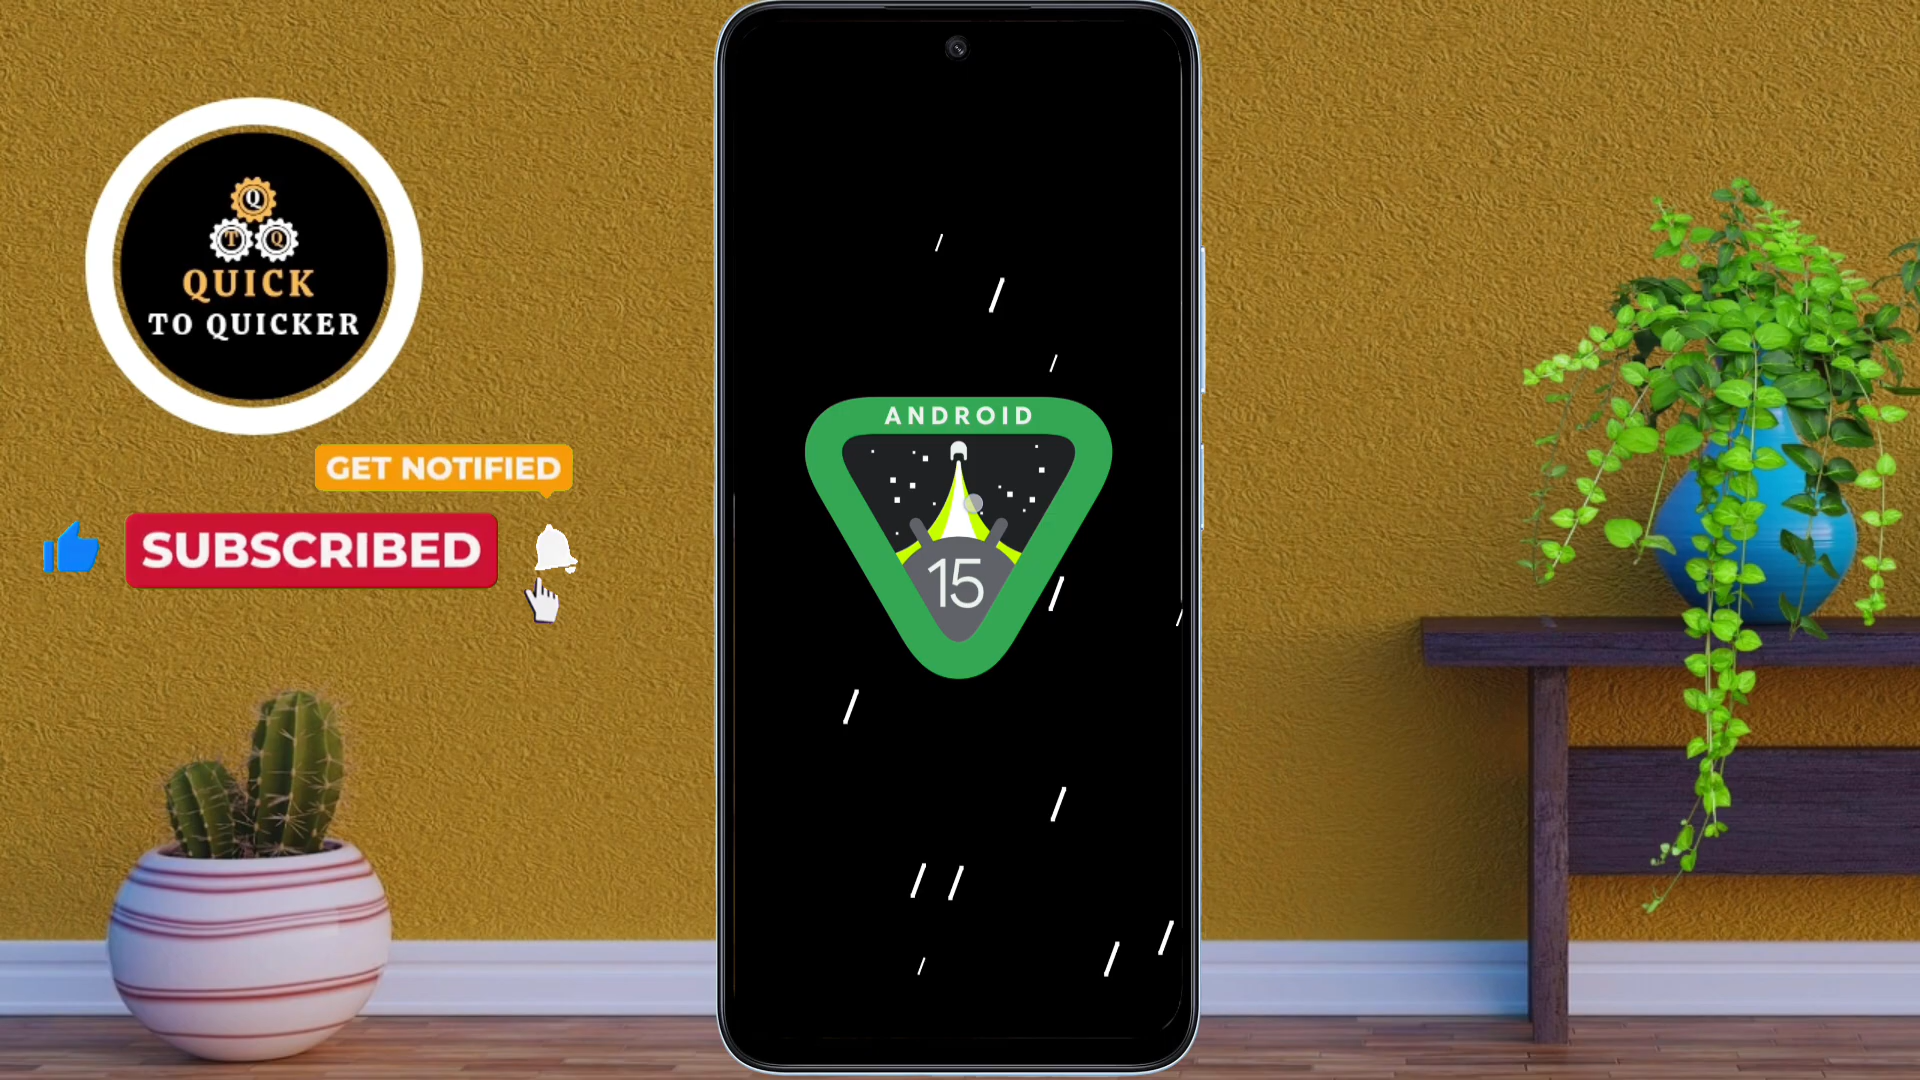 Q
T Q
QUICK
TO QUICKER
GET NOTIFIED
SUBSCRIBED
ANDROID
15